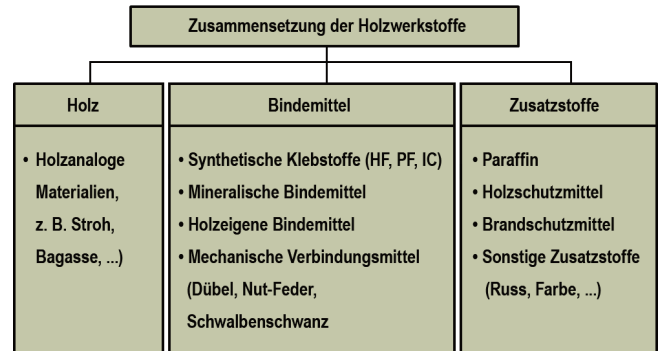 Zusammensetzung der Holzwerkstoffe
Holz
• Holzanaloge
Materialien,
z. B. Stroh,
Bagasse, ...)
Bindemittel
• Synthetische Klebstoffe (HF, PF, IC)
• Mineralische Bindemittel
• Holzeigene Bindemittel
• Mechanische Verbindungsmittel
(Dübel, Nut-Feder,
Schwalbenschwanz
Zusatzstoffe
• Paraffin
• Holzschutzmittel
• Brandschutzmittel
• Sonstige Zusatzstoffe
(Russ, Farbe, ...)